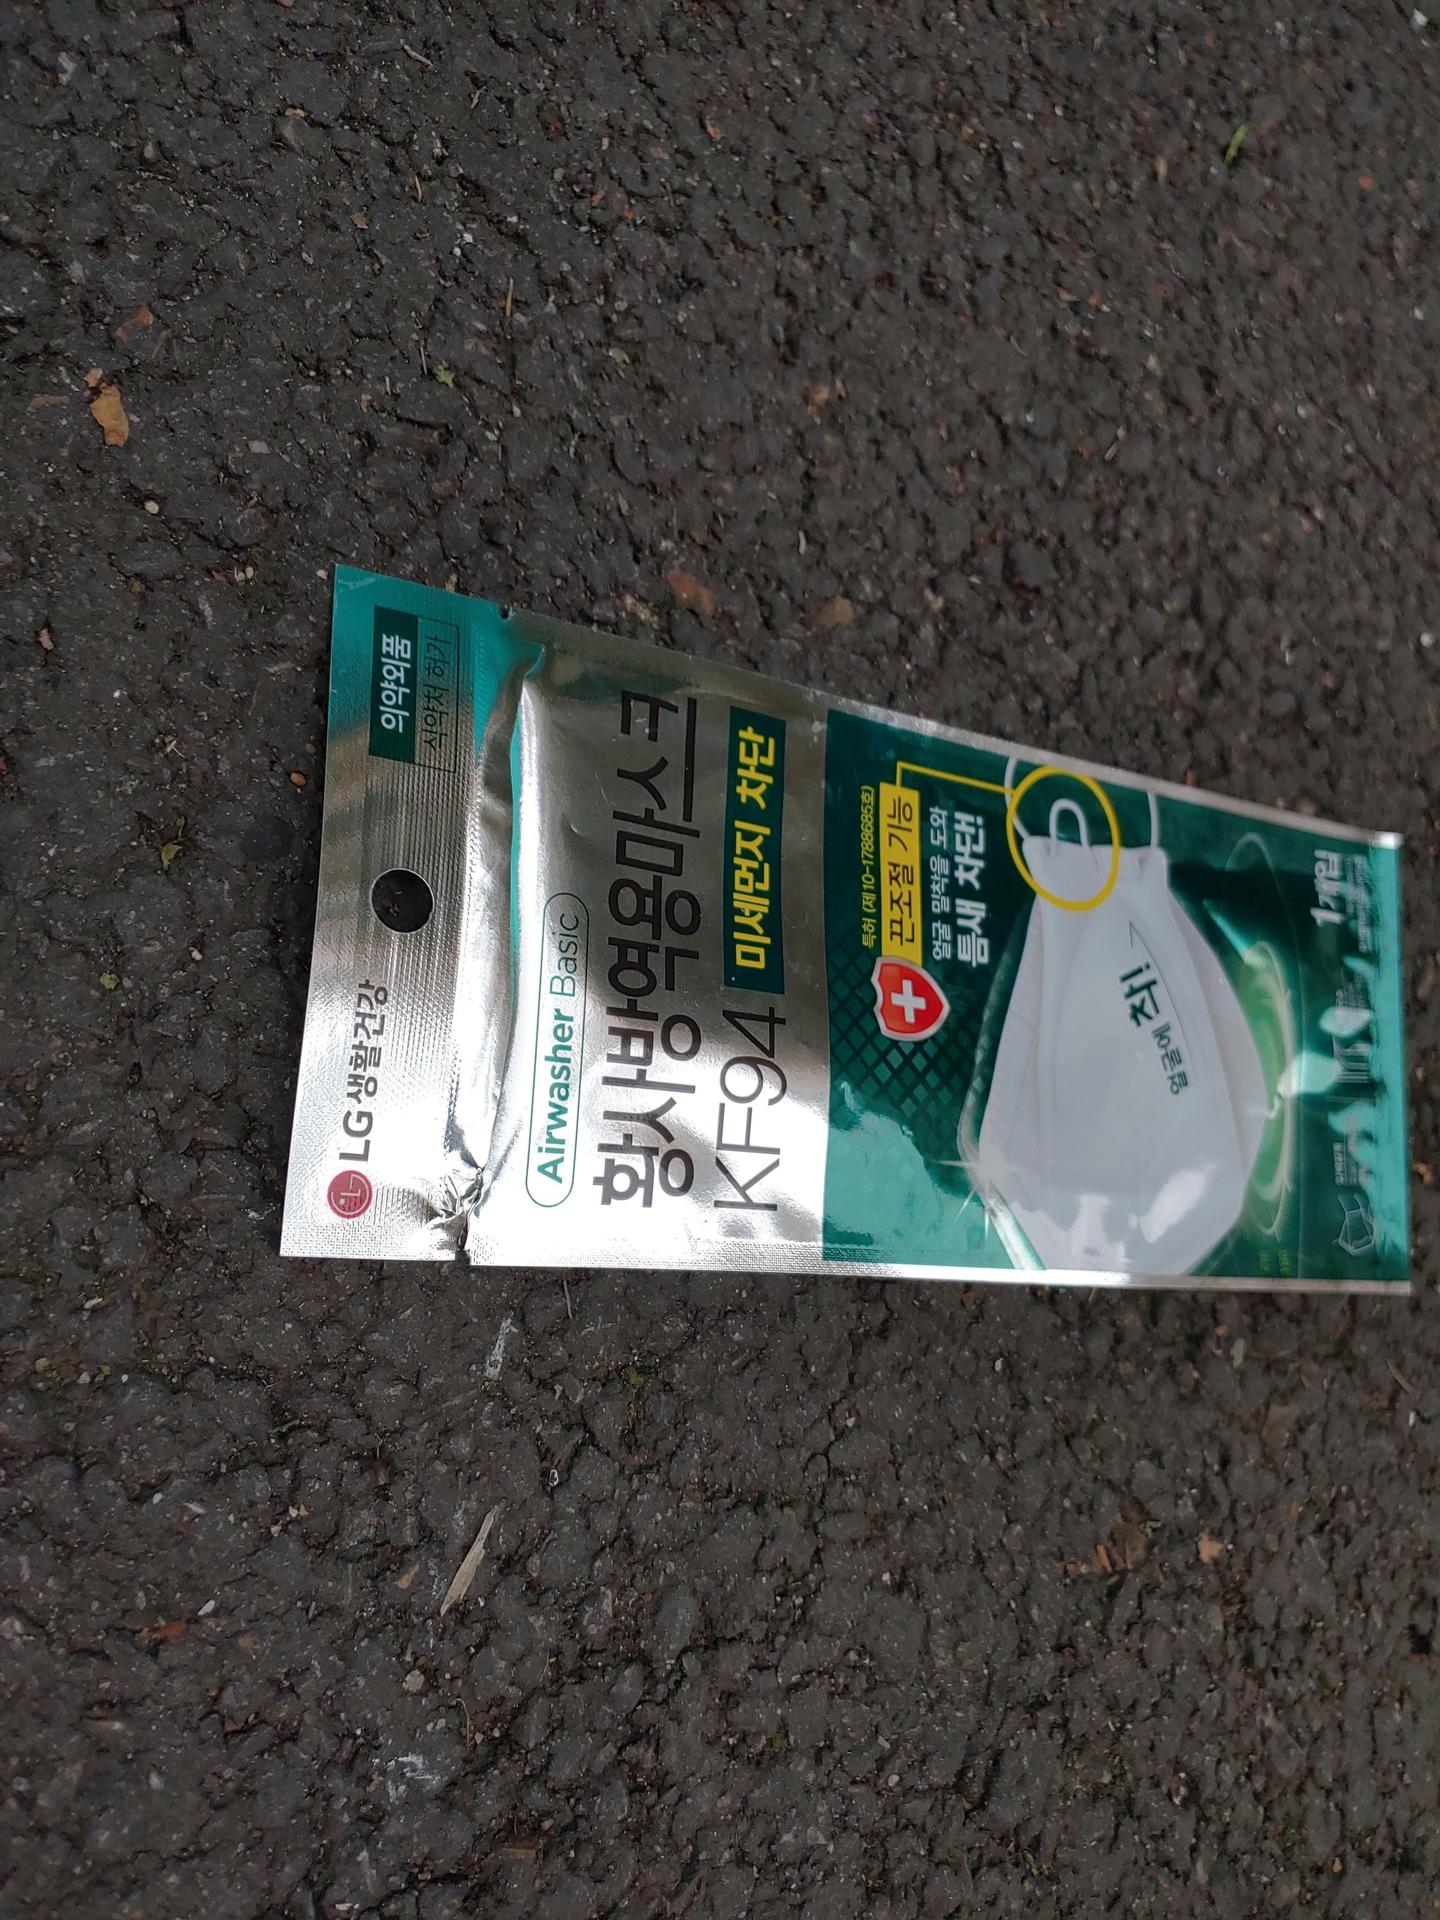 LG 생활건강
의약외품
식약처 허가
Airwasher Basic
황사방역용마스크
KF94 미세먼지 차단
특허 (제10-1788685호)
끈조절 기능
얼굴 밀착을 도와
틈새 차단!
얼굴에 착!
1개입